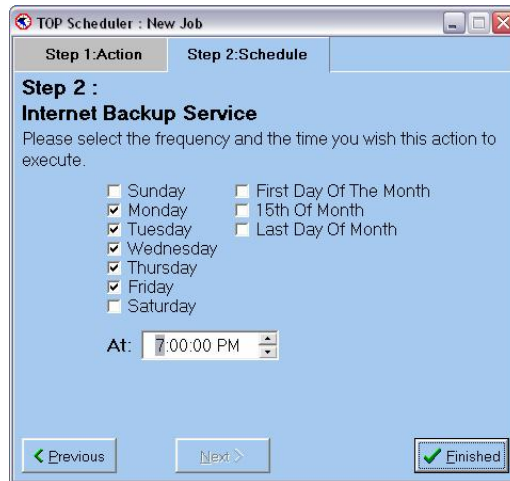 TOP Scheduler : New Job
Step 1:Action Step 2:Schedule
Step 2 :
Internet Backup Service
Please select the frequency and the time you wish this action to
execute.
Sunday First Day Of The Month
Monday 15th Of Month
Tuesday Last Day Of Month
Wednesday
Thursday
Friday
Saturday
At: 7:00:00 PM
< Previous Next > Finished